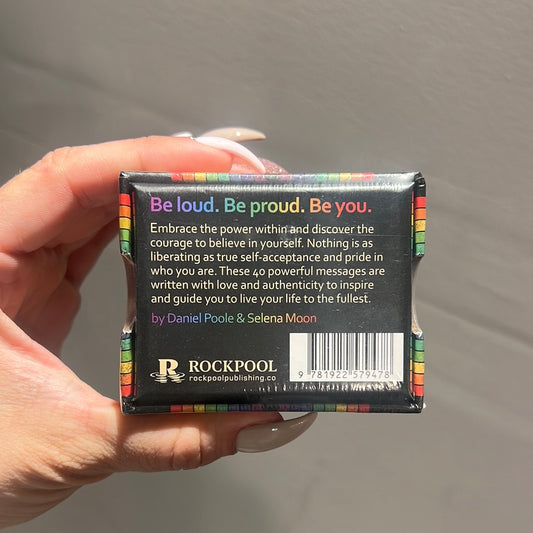 Be loud. Be proud. Be you.
Embrace the power within and discover the
courage to believe in yourself. Nothing is as
liberating as true self-acceptance and pride in
who you are. These 40 powerful messages are
written with love and authenticity to inspire
and guide you to live your life to the fullest.
by Daniel Poole & Selena Moon
R ROCKPOOL
rockpoolpublishing.co
9 781922 579478